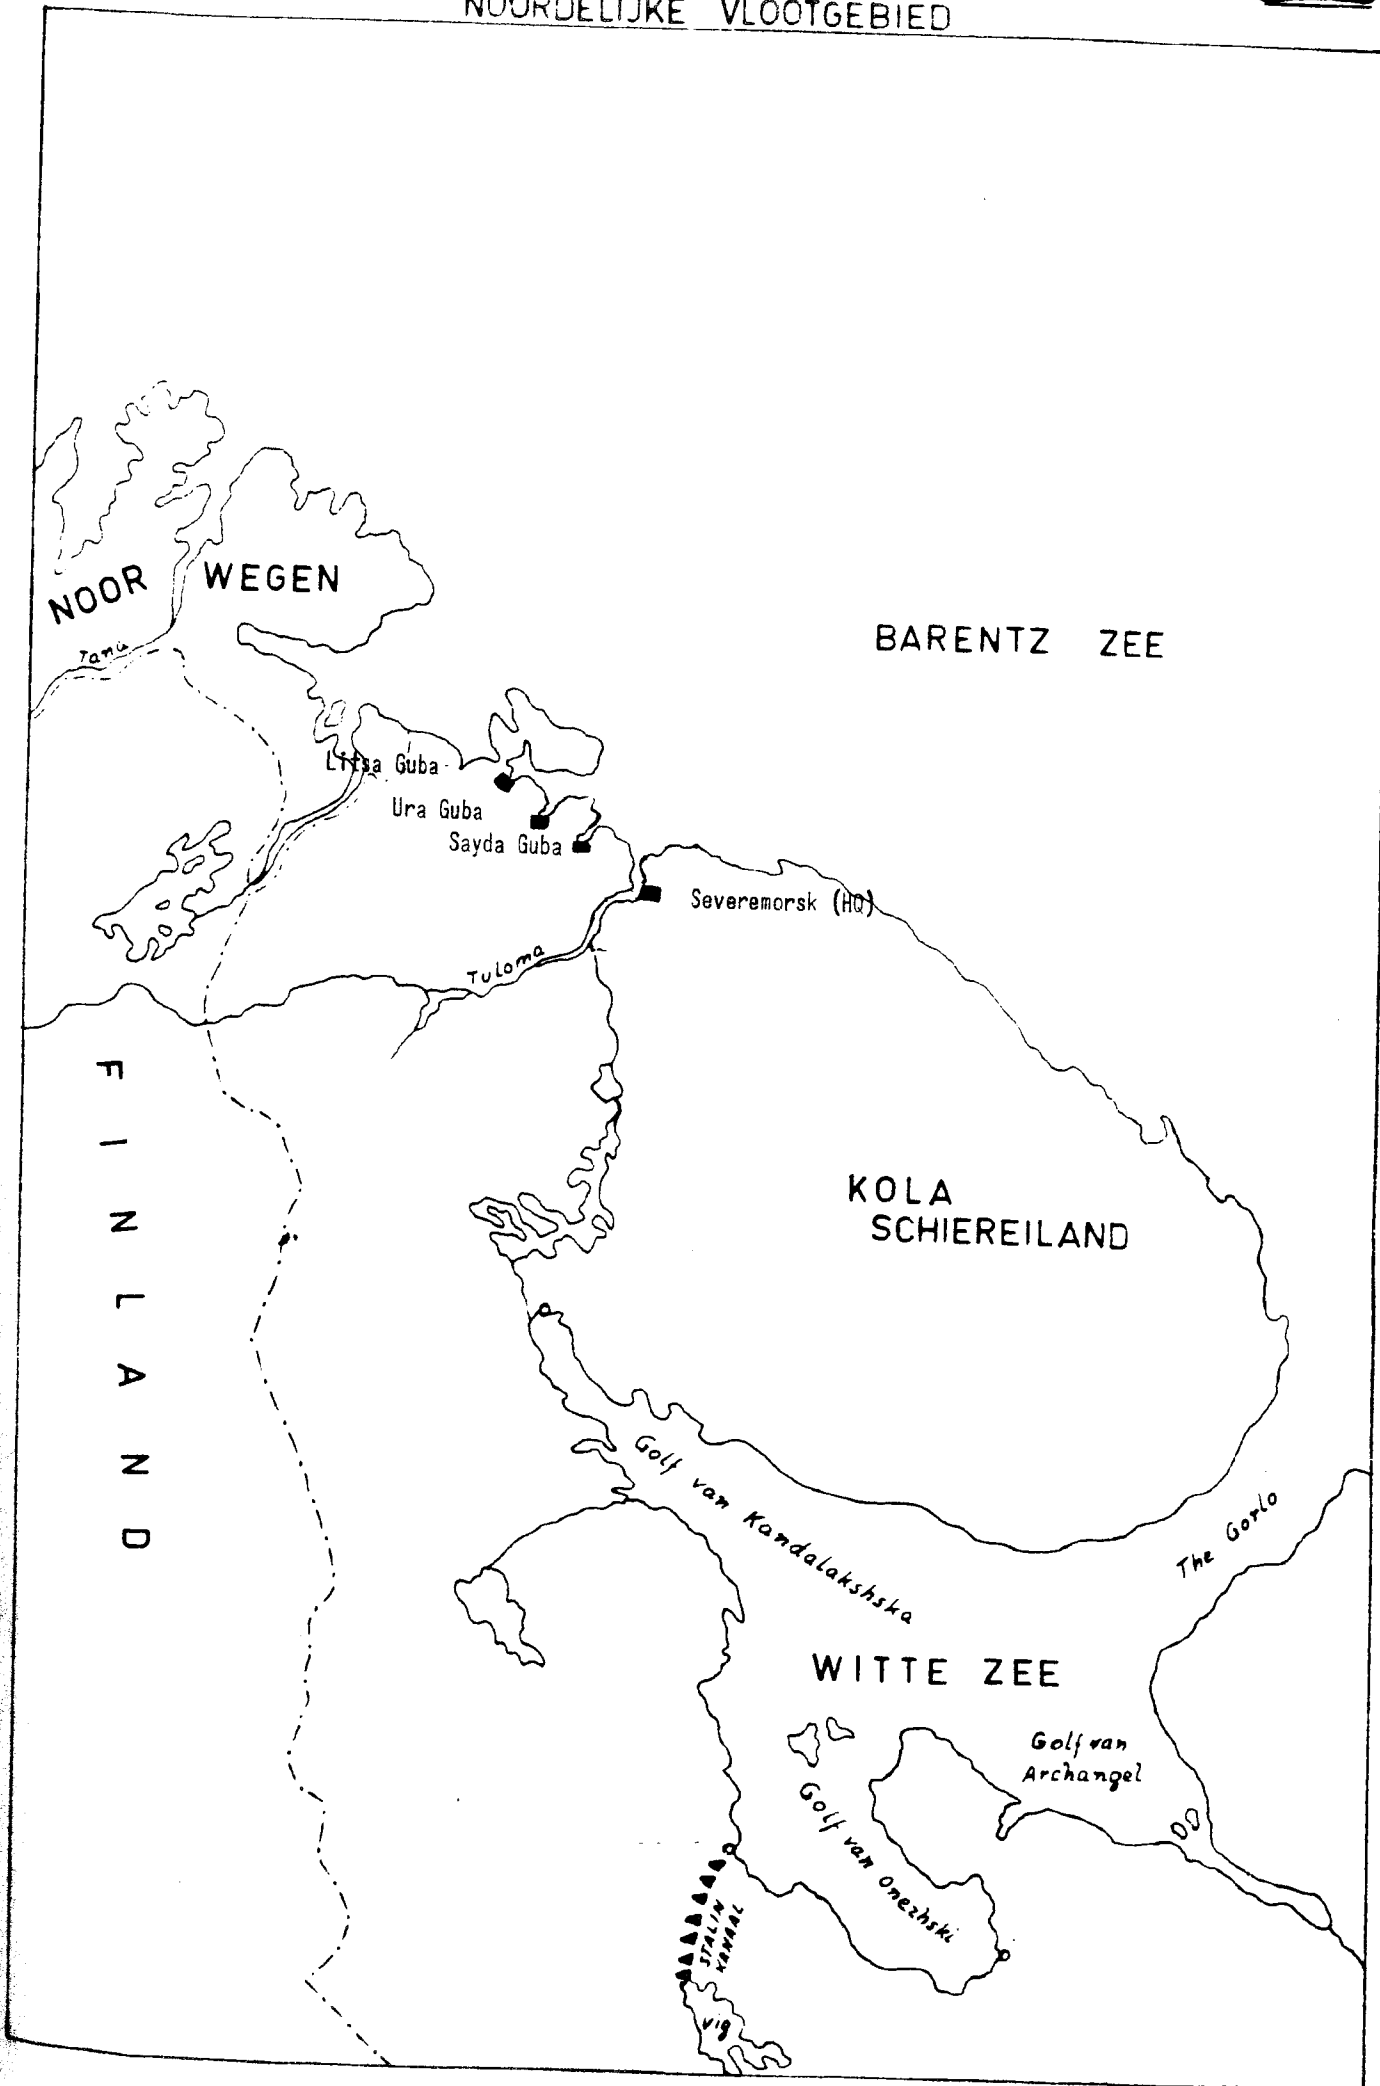 NOORDELIJKE VLOOTGEBIED
NOOR WEGEN
Tana
BARENTZ ZEE
Litsa Guba
Ura Guba
Sayda Guba
Severemorsk (HQ)
Tuloma
FINLAND
KOLA
SCHIEREILAND
Golf van Kandalakshska
The Gorlo
WITTE ZEE
Golf van
Archangel
Golf van Onezhski
STALIN
KANAAL
Vig